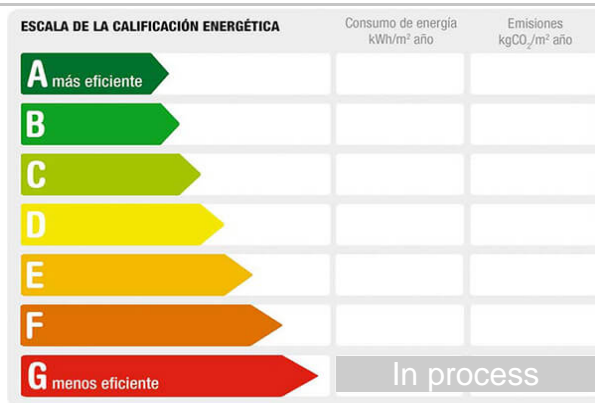 ESCALA DE LA CALIFICACIÓN ENERGÉTICA
Consumo de energía
kWh/m² año
Emisiones
kgCO₂/m² año
A más eficiente
B
C
D
E
F
G menos eficiente
In process